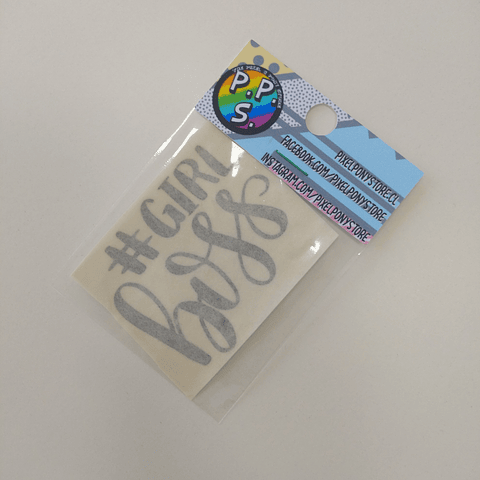 P.P.
S.
PIXELPONYSTORE.CL
FACEBOOK.COM/PIXELPONYSTORE
INSTAGRAM.COM/PIXELPONYSTORE
#GIRL
boss